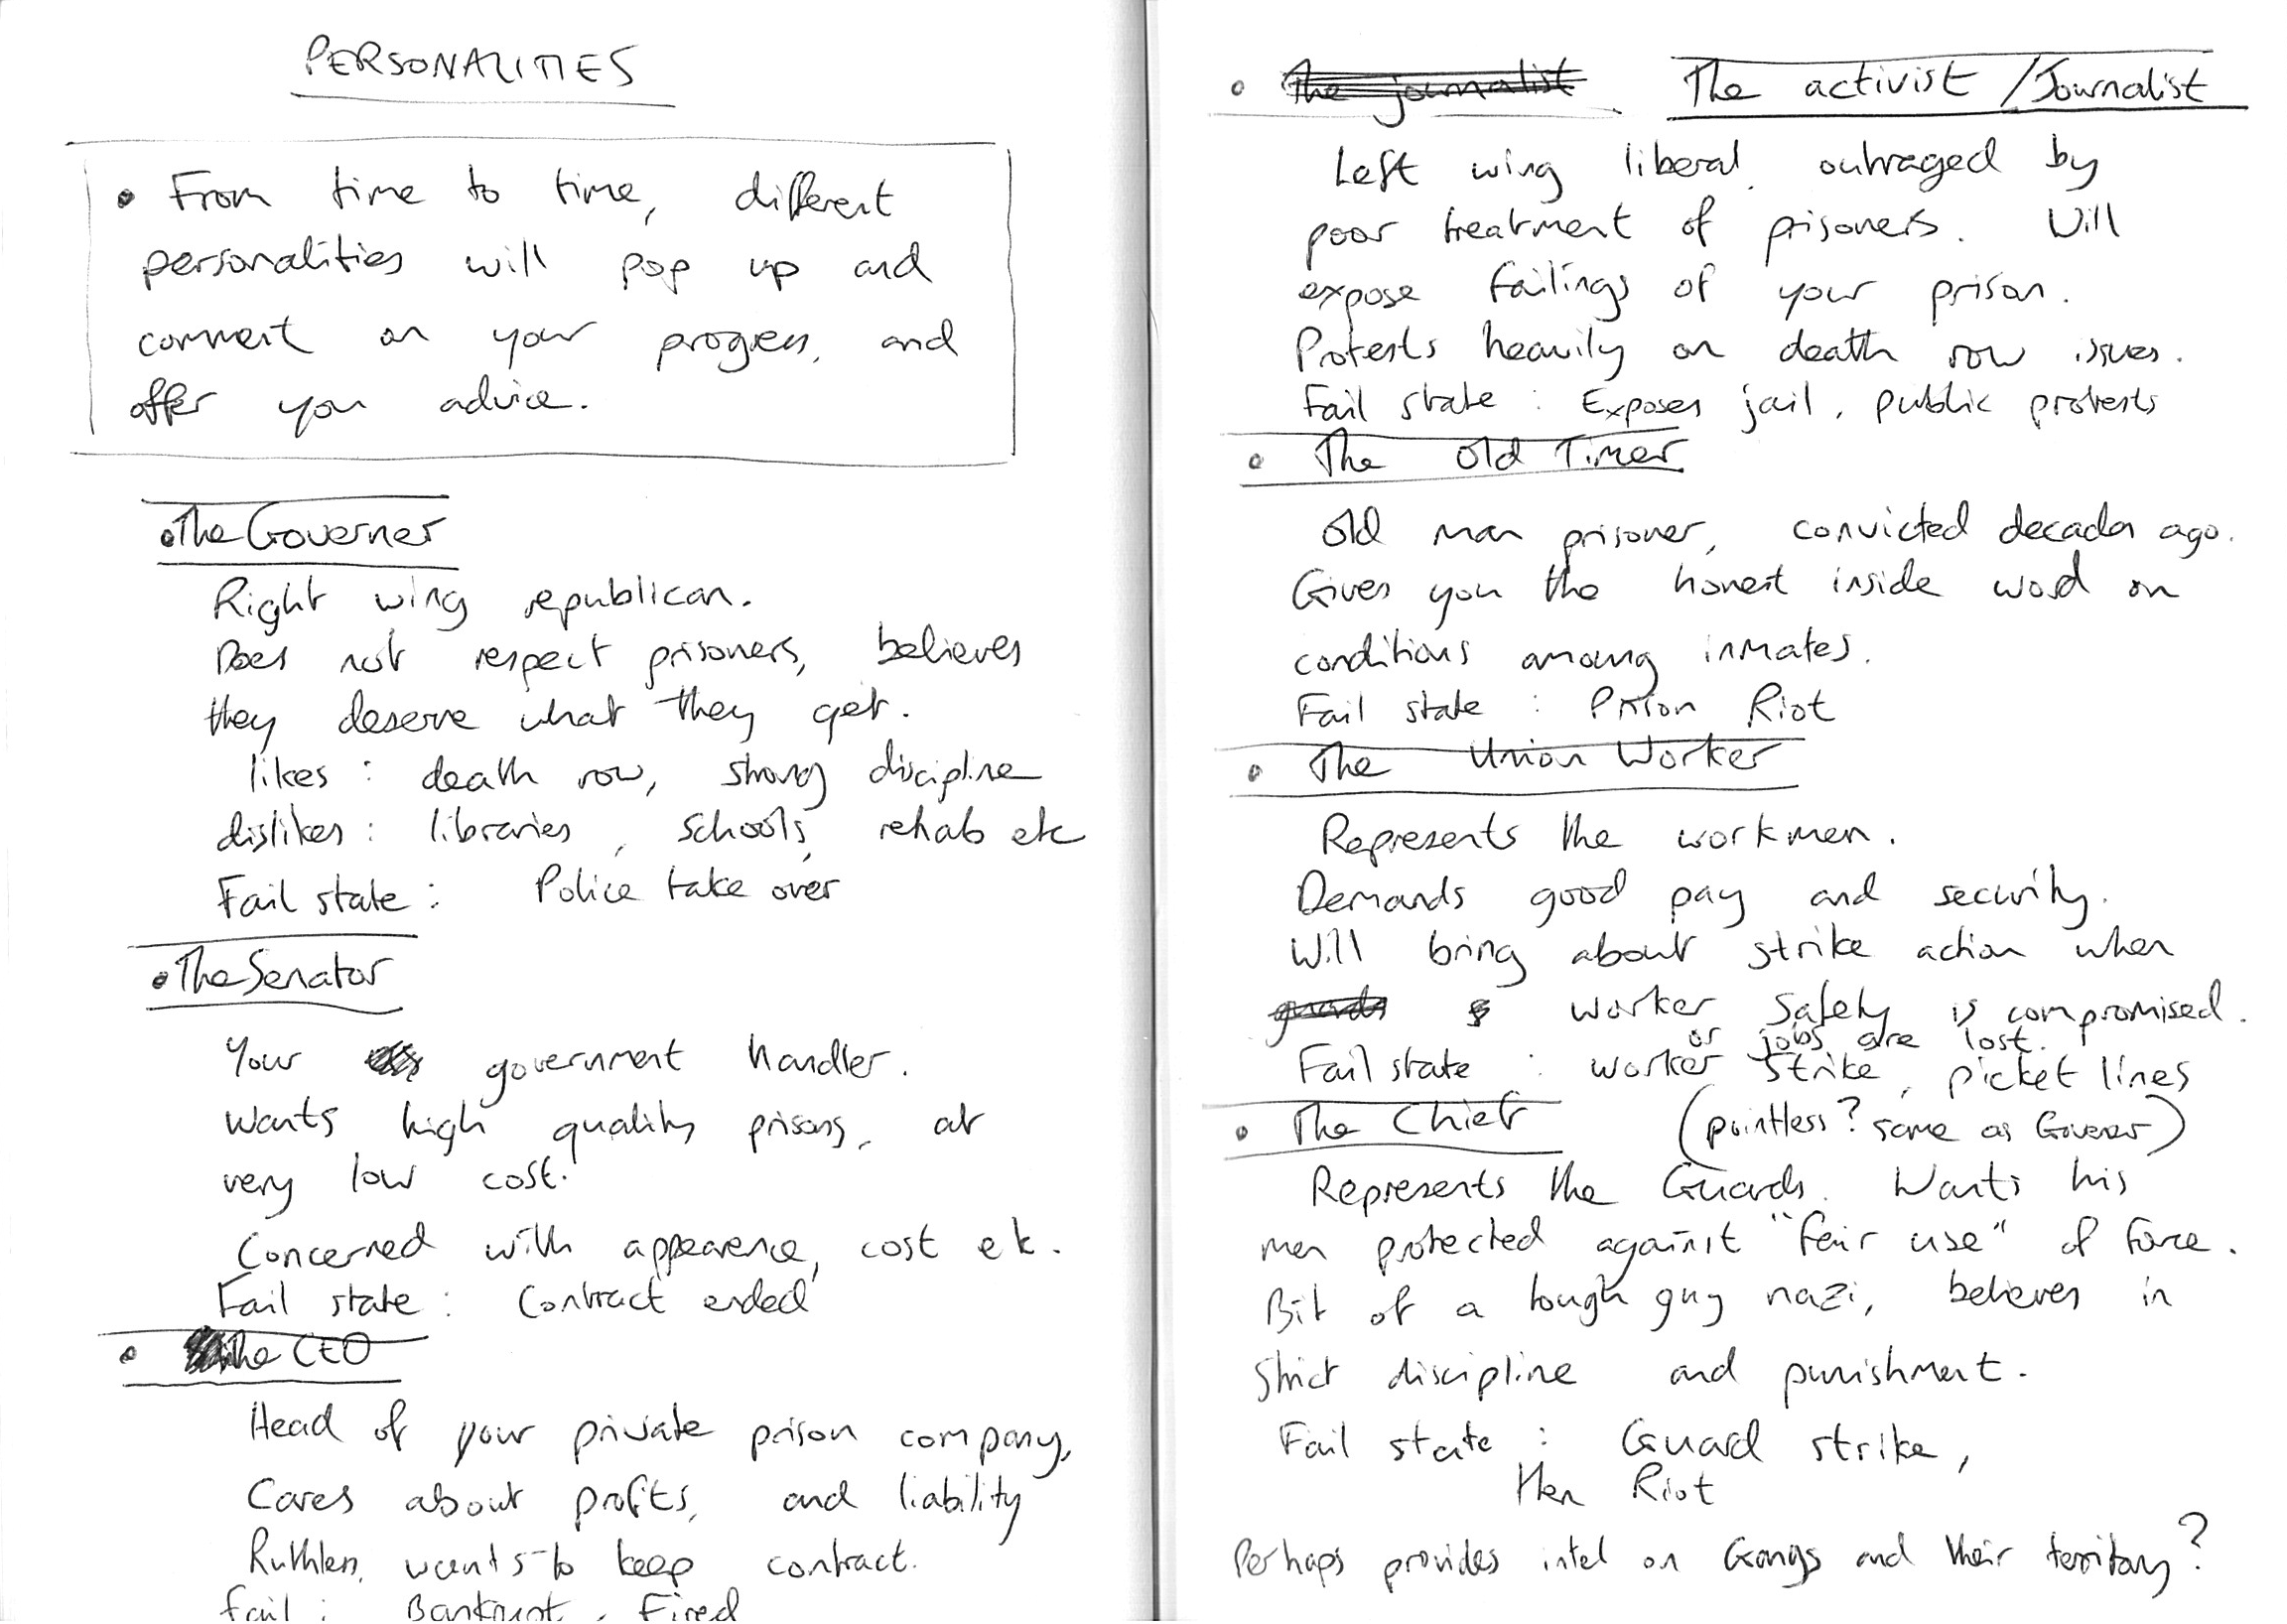 PERSONALITIES
• From time to time, different
personalities will pop up and
comment on your progress, and
offer you advice.
• The Governer
Right wing republican.
Does not respect prisoners, believes
they deserve what they get.
likes : death row, strong discipline
dislikes : libraries, schools, rehab etc
Fail state : Police take over
• The Senator
Your government handler.
Wants high quality prisons, at
very low cost.
Concerned with appearence, cost etc.
Fail state : Contract ended
• The CEO
Head of your private prison company,
Cares about profits, and liability
Ruthless, wants to keep contract.
Fail : Bankrupt, Fired
• The journalist The activist / Journalist
Left wing liberal, outraged by
poor treatment of prisoners. Will
expose failings of your prison.
Protests heavily on death row issues.
Fail state : Exposes jail, public protests
• The Old Timer
Old man prisoner, convicted decades ago.
Gives you the honest inside word on
conditions among inmates.
Fail state : Prison Riot
• The Union Worker
Represents the workmen.
Demands good pay and security.
Will bring about strike action when
guards worker safety is compromised.
or jobs are lost.
Fail state : worker strike, picket lines
• The Chief (pointless? same as Governer)
Represents the Guards. Wants his
men protected against "fair use" of force.
Bit of a tough guy nazi, believes in
strict discipline and punishment.
Fail state : Guard strike,
then Riot
Perhaps provides intel on Gangs and their territory?